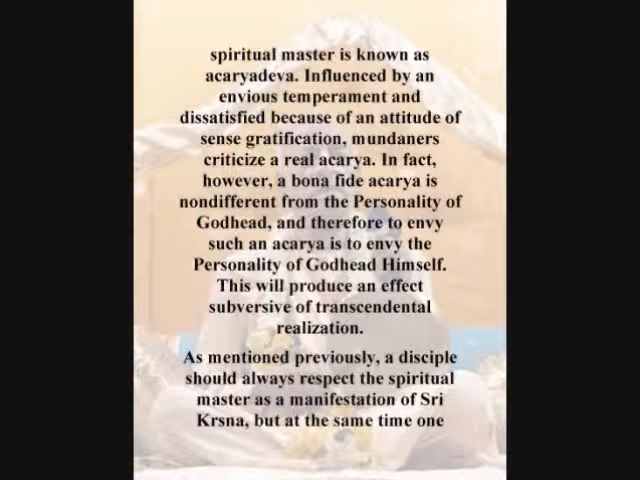 spiritual master is known as
acaryadeva. Influenced by an
envious temperament and
dissatisfied because of an attitude of
sense gratification, mundaners
criticize a real acarya. In fact,
however, a bona fide acarya is
nondifferent from the Personality of
Godhead, and therefore to envy
such an acarya is to envy the
Personality of Godhead Himself.
This will produce an effect
subversive of transcendental
realization.
As mentioned previously, a disciple
should always respect the spiritual
master as a manifestation of Sri
Krsna, but at the same time one